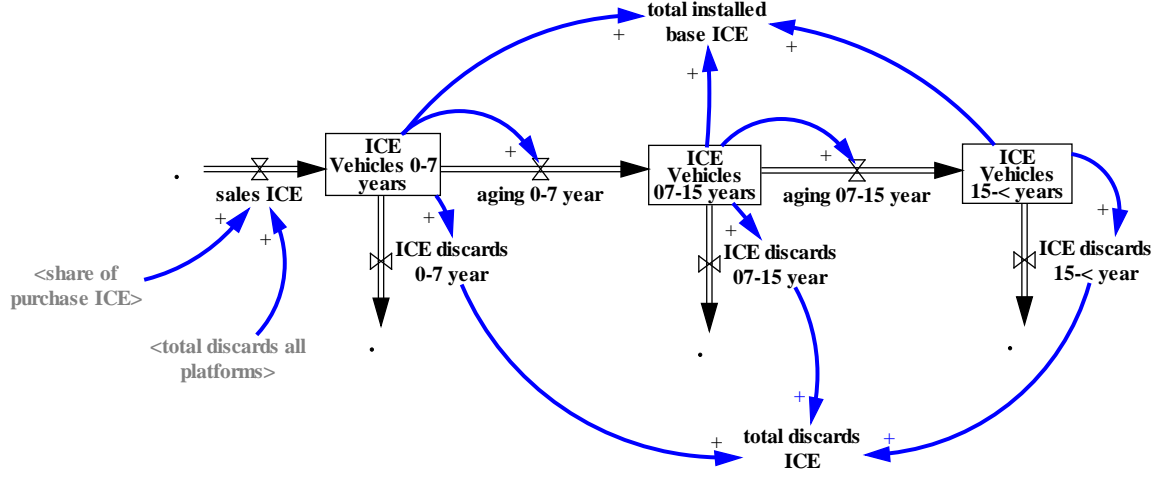 total installed
base ICE
+
+
+
ICE
Vehicles 0-7
years
+
ICE
Vehicles
07-15 years
+
ICE
Vehicles
15-< years
sales ICE
aging 0-7 year
aging 07-15 year
+
+
+
+
+
ICE discards
0-7 year
ICE discards
07-15 year
ICE discards
15-< year
<share of
purchase ICE>
<total discards all
platforms>
+
+
+
total discards
ICE